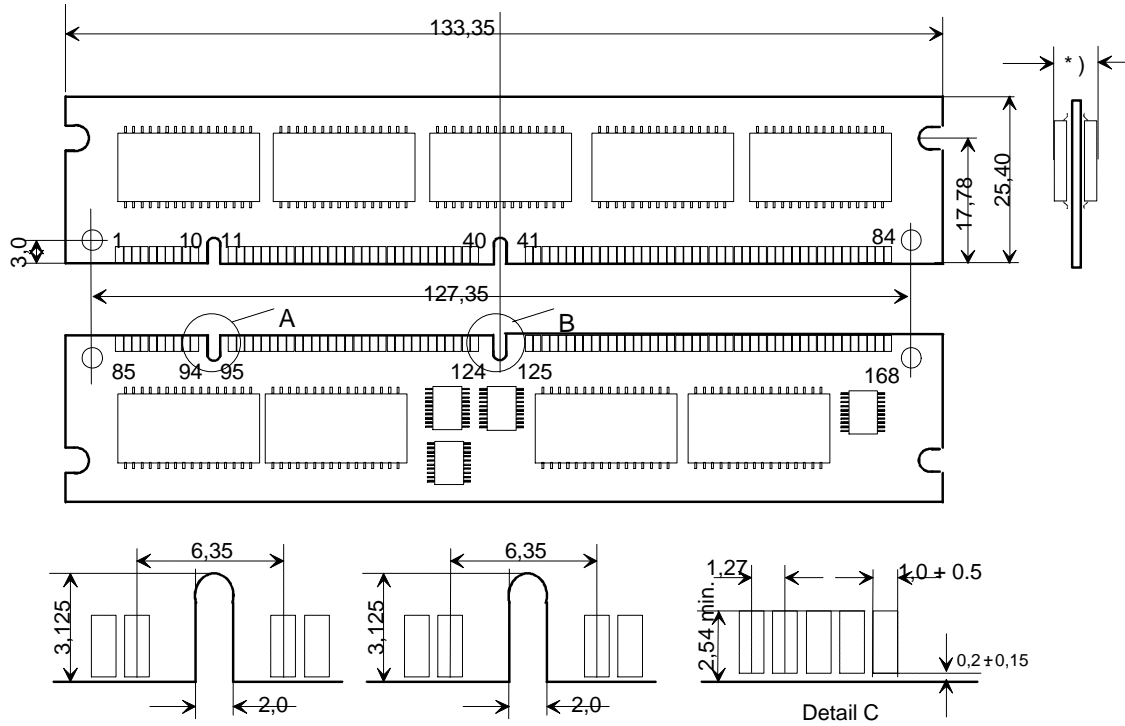 133,35
* )
17,78
25,40
3,0
1 10 11 40 41 84
127,35
A B
85 94 95 124 125 168
6,35 6,35
1,27 1,0 + 0.5
3,125 3,125 2,54 min.
0,2 ± 0,15
2,0 2,0
Detail C